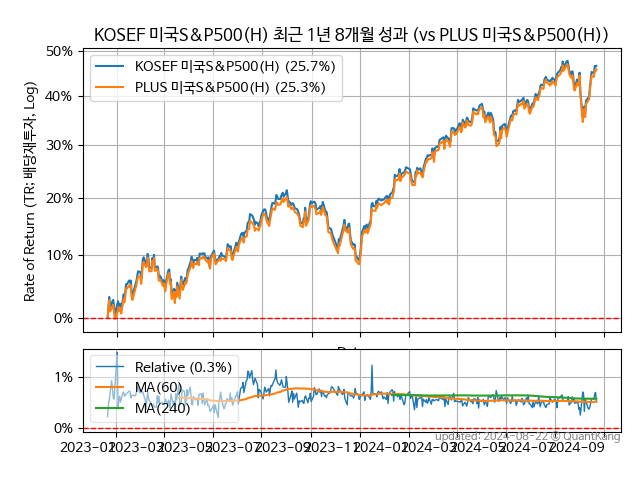 KOSEF 미국S&P500(H) 최근 1년 8개월 성과 (vs PLUS 미국S&P500(H))
Rate of Return (TR: 배당재투자, Log)
50%
40%
30%
20%
10%
0%
KOSEF 미국S&P500(H) (25.7%)
PLUS 미국S&P500(H) (25.3%)
1%
0%
Relative (0.3%)
MA(60)
MA(240)
updated: 2024-08-22 © QuantKang
2023-01 2023-03 2023-05 2023-07 2023-09 2023-11 2024-01 2024-03 2024-05 2024-07 2024-09